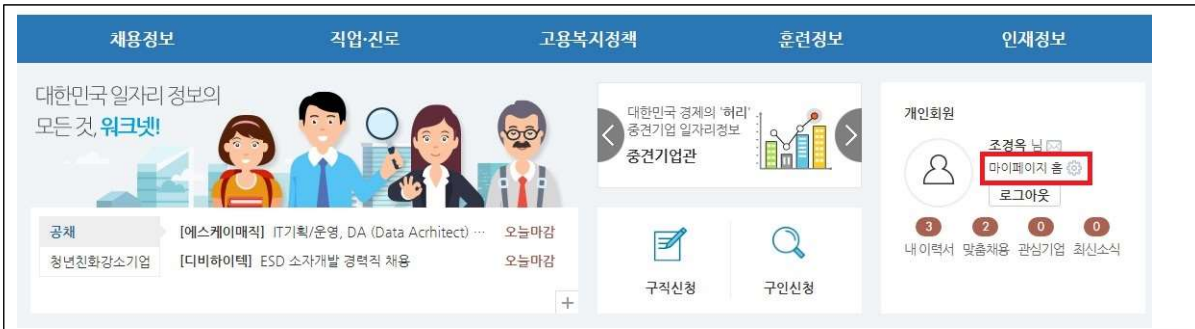 채용정보 직업·진로 고용복지정책 훈련정보 인재정보
대한민국 일자리 정보의
모든 것, 워크넷!
대한민국 경제의 '허리'
중견기업 일자리정보
중견기업관
개인회원
조경옥 님
마이페이지 홈
로그아웃
3 2 0 0
내 이력서 맞춤채용 관심기업 최신소식
공채 [에스케이매직] IT기획/운영, DA (Data Acrhitect) ··· 오늘마감
청년친화강소기업 [디비하이텍] ESD 소자개발 경력직 채용 오늘마감
+
구직신청 구인신청